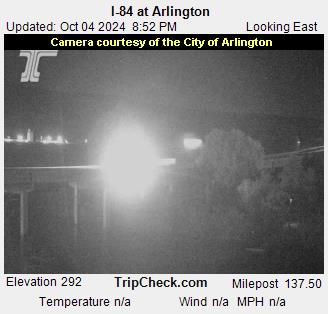 I-84 at Arlington
Updated: Oct 04 2024 8:52 PM Looking East
Camera courtesy of the City of Arlington
Elevation 292 TripCheck.com Milepost 137.50
Temperature n/a Wind n/a MPH n/a